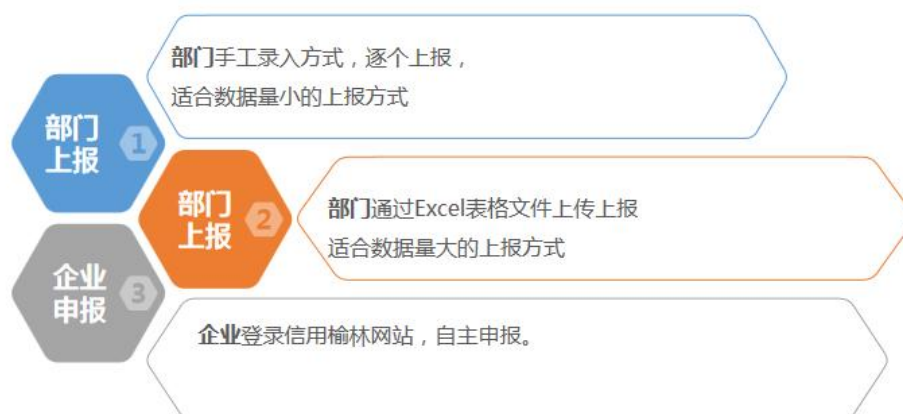 部门手工录入方式，逐个上报，
适合数据量小的上报方式
部门
上报
1
部门
上报
2
部门通过Excel表格文件上传上报
适合数据量大的上报方式
企业
申报
3
企业登录信用榆林网站，自主申报。